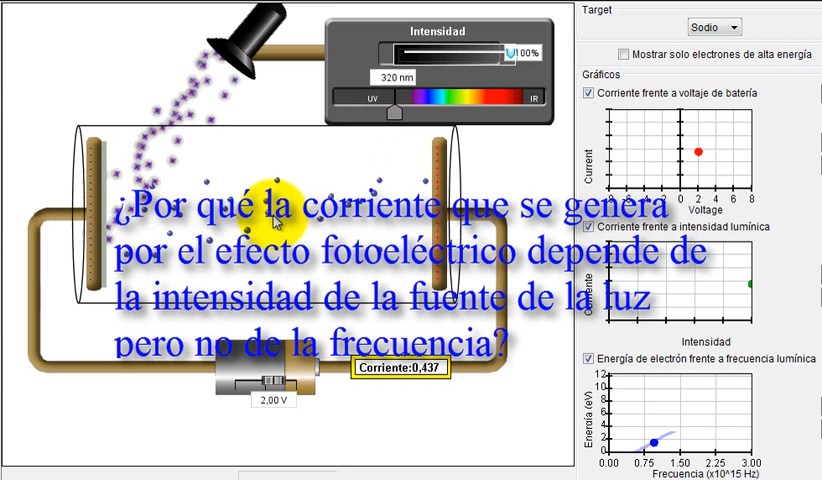 Target
Sodio
Mostrar solo electrones de alta energía
Gráficos
Corriente frente a voltaje de batería
Current
-8
0 2 4 6 8
Voltage
Corriente frente a intensidad lumínica
Corriente
Intensidad
Energía de electrón frente a frecuencia lumínica
Energía (eV)
12
10
8
6
4
2
0
0.00 0.75 1.50 2.25 3.00
Frecuencia (x10^15 Hz)
Intensidad
100%
320 nm
UV
IR
¿Por qué la corriente que se genera
por el efecto fotoeléctrico depende de
la intensidad de la fuente de la luz
pero no de la frecuencia?
Corriente:0,437
2,00 V